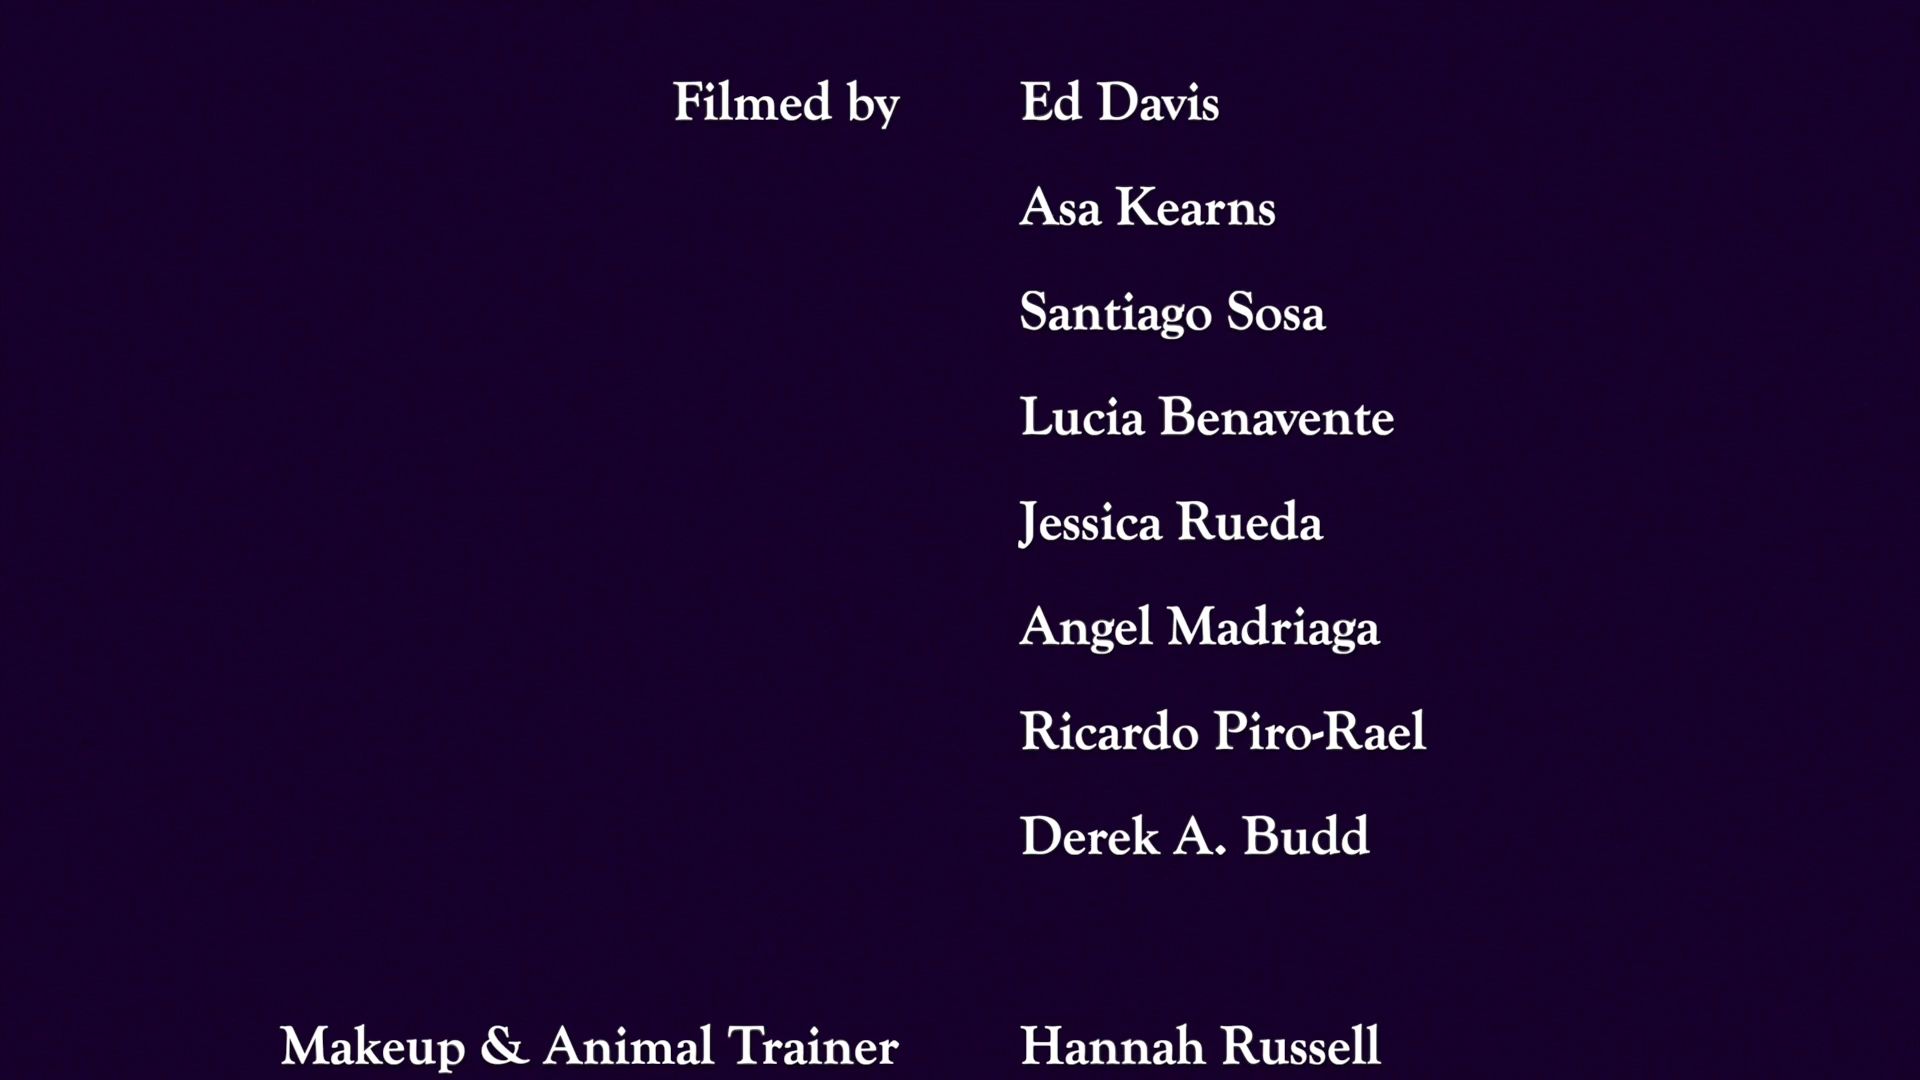 Filmed by Ed Davis
Asa Kearns
Santiago Sosa
Lucia Benavente
Jessica Rueda
Angel Madriaga
Ricardo Piro-Rael
Derek A. Budd
Makeup & Animal Trainer Hannah Russell